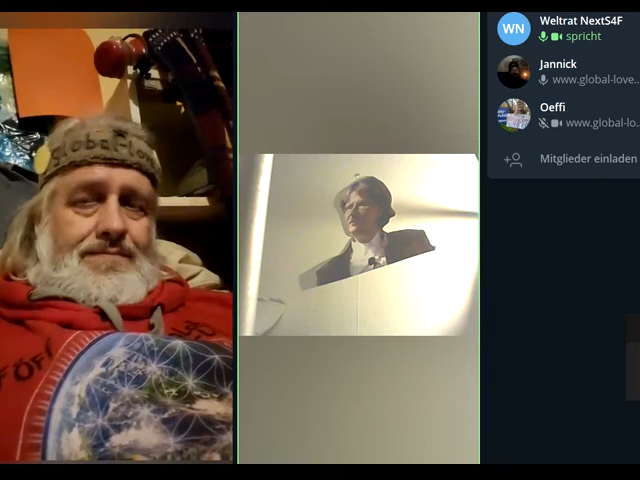 GlobalLove
WN
Weltrat NextS4F
spricht
Jannick
www.global-love...
Oeffi
www.global-lo...
Mitglieder einladen